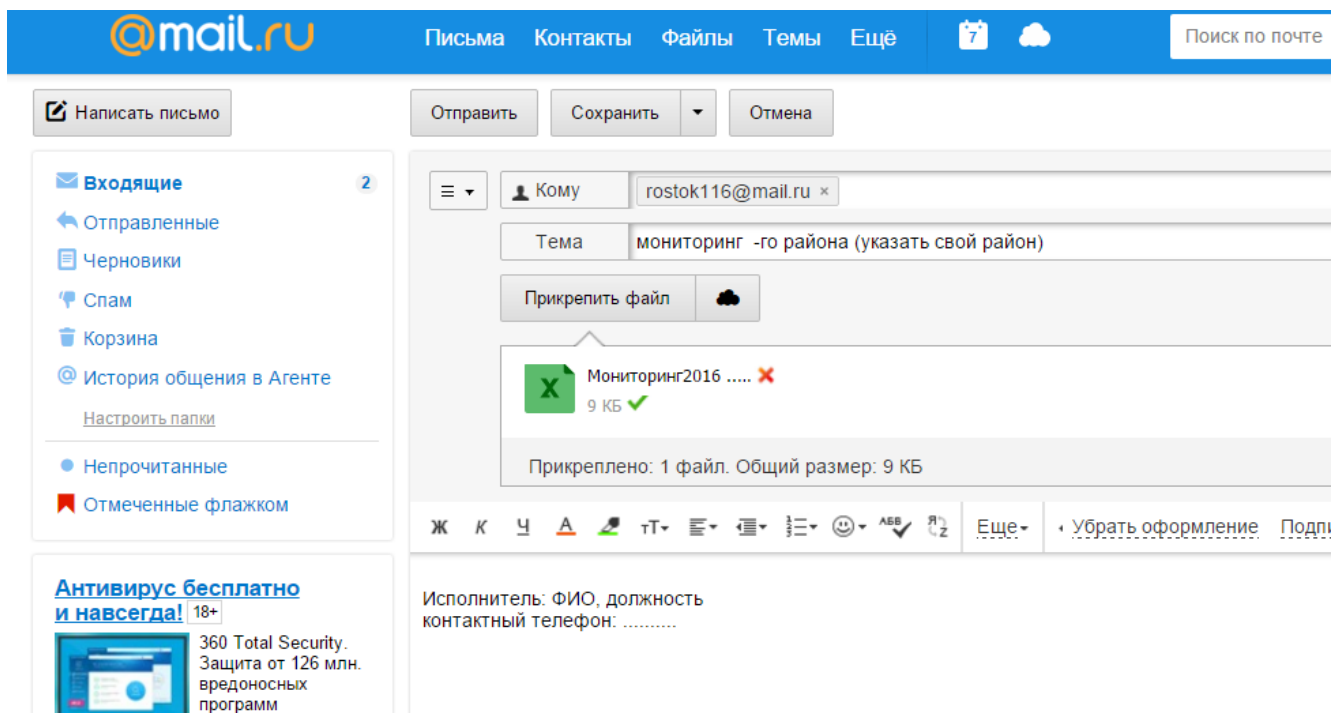 @mail.ru
Письма Контакты Файлы Темы Ещё 7 Поиск по почте
Написать письмо Отправить Сохранить Отмена
Входящие 2
Отправленные
Черновики
Спам
Корзина
История общения в Агенте
Настроить папки
Непрочитанные
Отмеченные флажком
Кому rostok116@mail.ru ×
Тема мониторинг -го района (указать свой район)
Прикрепить файл
X Мониторинг2016 .....
9 КБ
Прикреплено: 1 файл. Общий размер: 9 КБ
Ж К Ч А тТ АБВ Я Z Еще Убрать оформление Подпи
Исполнитель: ФИО, должность
контактный телефон: ..........
Антивирус бесплатно
и навсегда! 18+
360 Total Security.
Защита от 126 млн.
вредоносных
программ